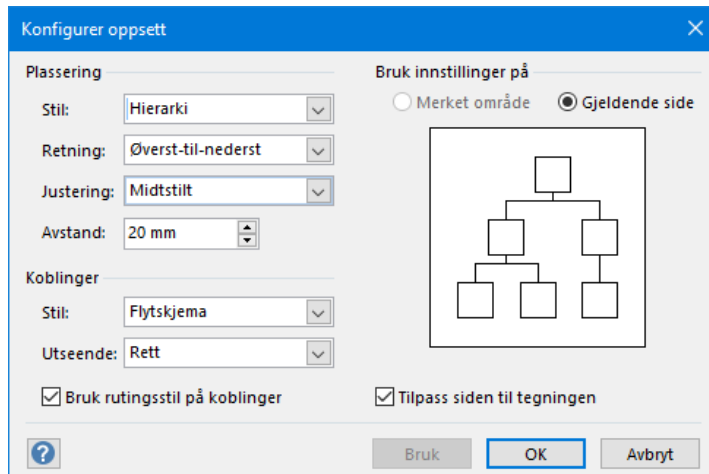 Konfigurer oppsett
Plassering
Stil: Hierarki
Retning: Øverst-til-nederst
Justering: Midtstilt
Avstand: 20 mm
Koblinger
Stil: Flytskjema
Utseende: Rett
Bruk rutingsstil på koblinger
Bruk innstillinger på
Merket område Gjeldende side
Tilpass siden til tegningen
? Bruk OK Avbryt